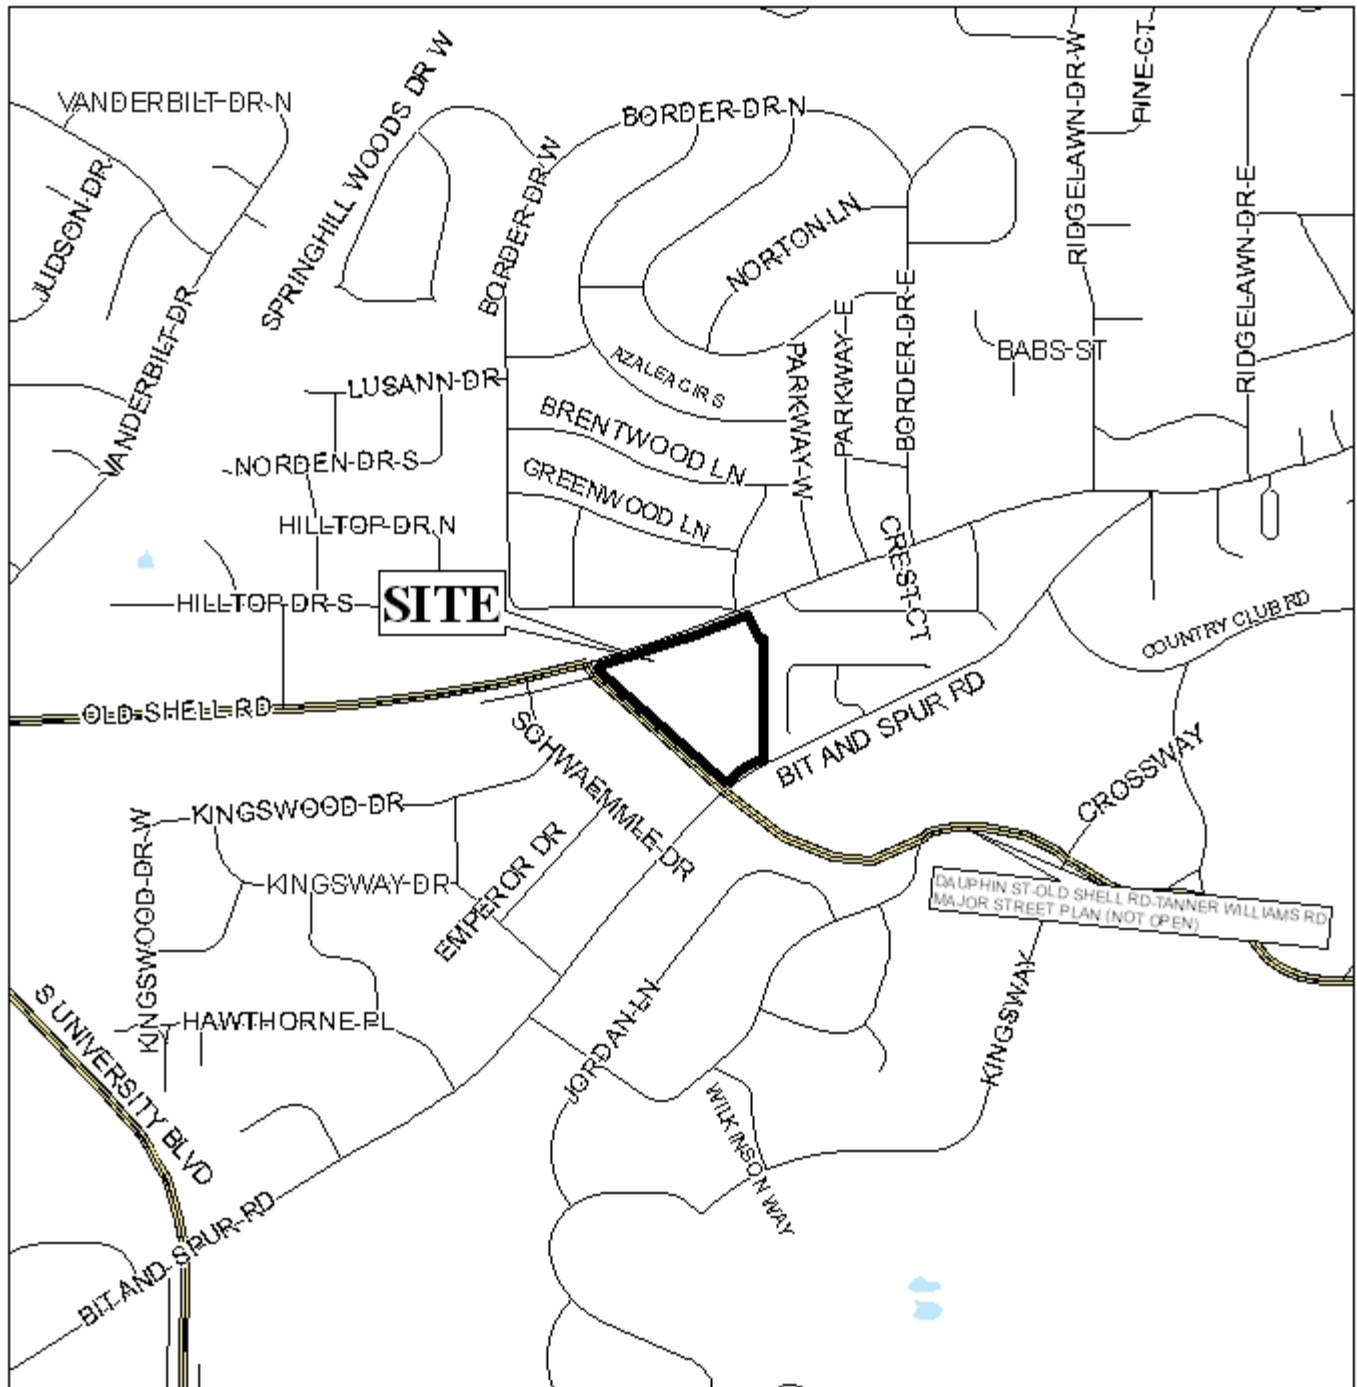 VANDERBILT DR N
SPRINGHILL WOODS DR W
BORDER DR N
RIDGELAWN DR W
PINE CT
JUDSON DR
BORDER DR W
NORTON LN
RIDGELAWN DR E
VANDERBILT DR
BORDER DR E
PARKWAY E
PARKWAY W
BABS ST
AZALEA CIR S
LUSANN DR
BRENTWOOD LN
NORDEN DR S
GREENWOOD LN
HILLTOP DR N
CREST CT
HILLTOP DR S
SITE
COUNTRY CLUB RD
OLD SHELL RD
BIT AND SPUR RD
SCHWAEMMLE DR
CROSSWAY
KINGSWOOD DR
KINGSWOOD DR W
EMPEROR DR
KINGSWAY DR
DAUPHIN ST-OLD SHELL RD-TANNER WILLIAMS RD
MAJOR STREET PLAN (NOT OPEN)
KINGSWAY
S UNIVERSITY BLVD
HAWTHORNE PL
JORDAN LN
WILKINSON WAY
BIT AND SPUR RD